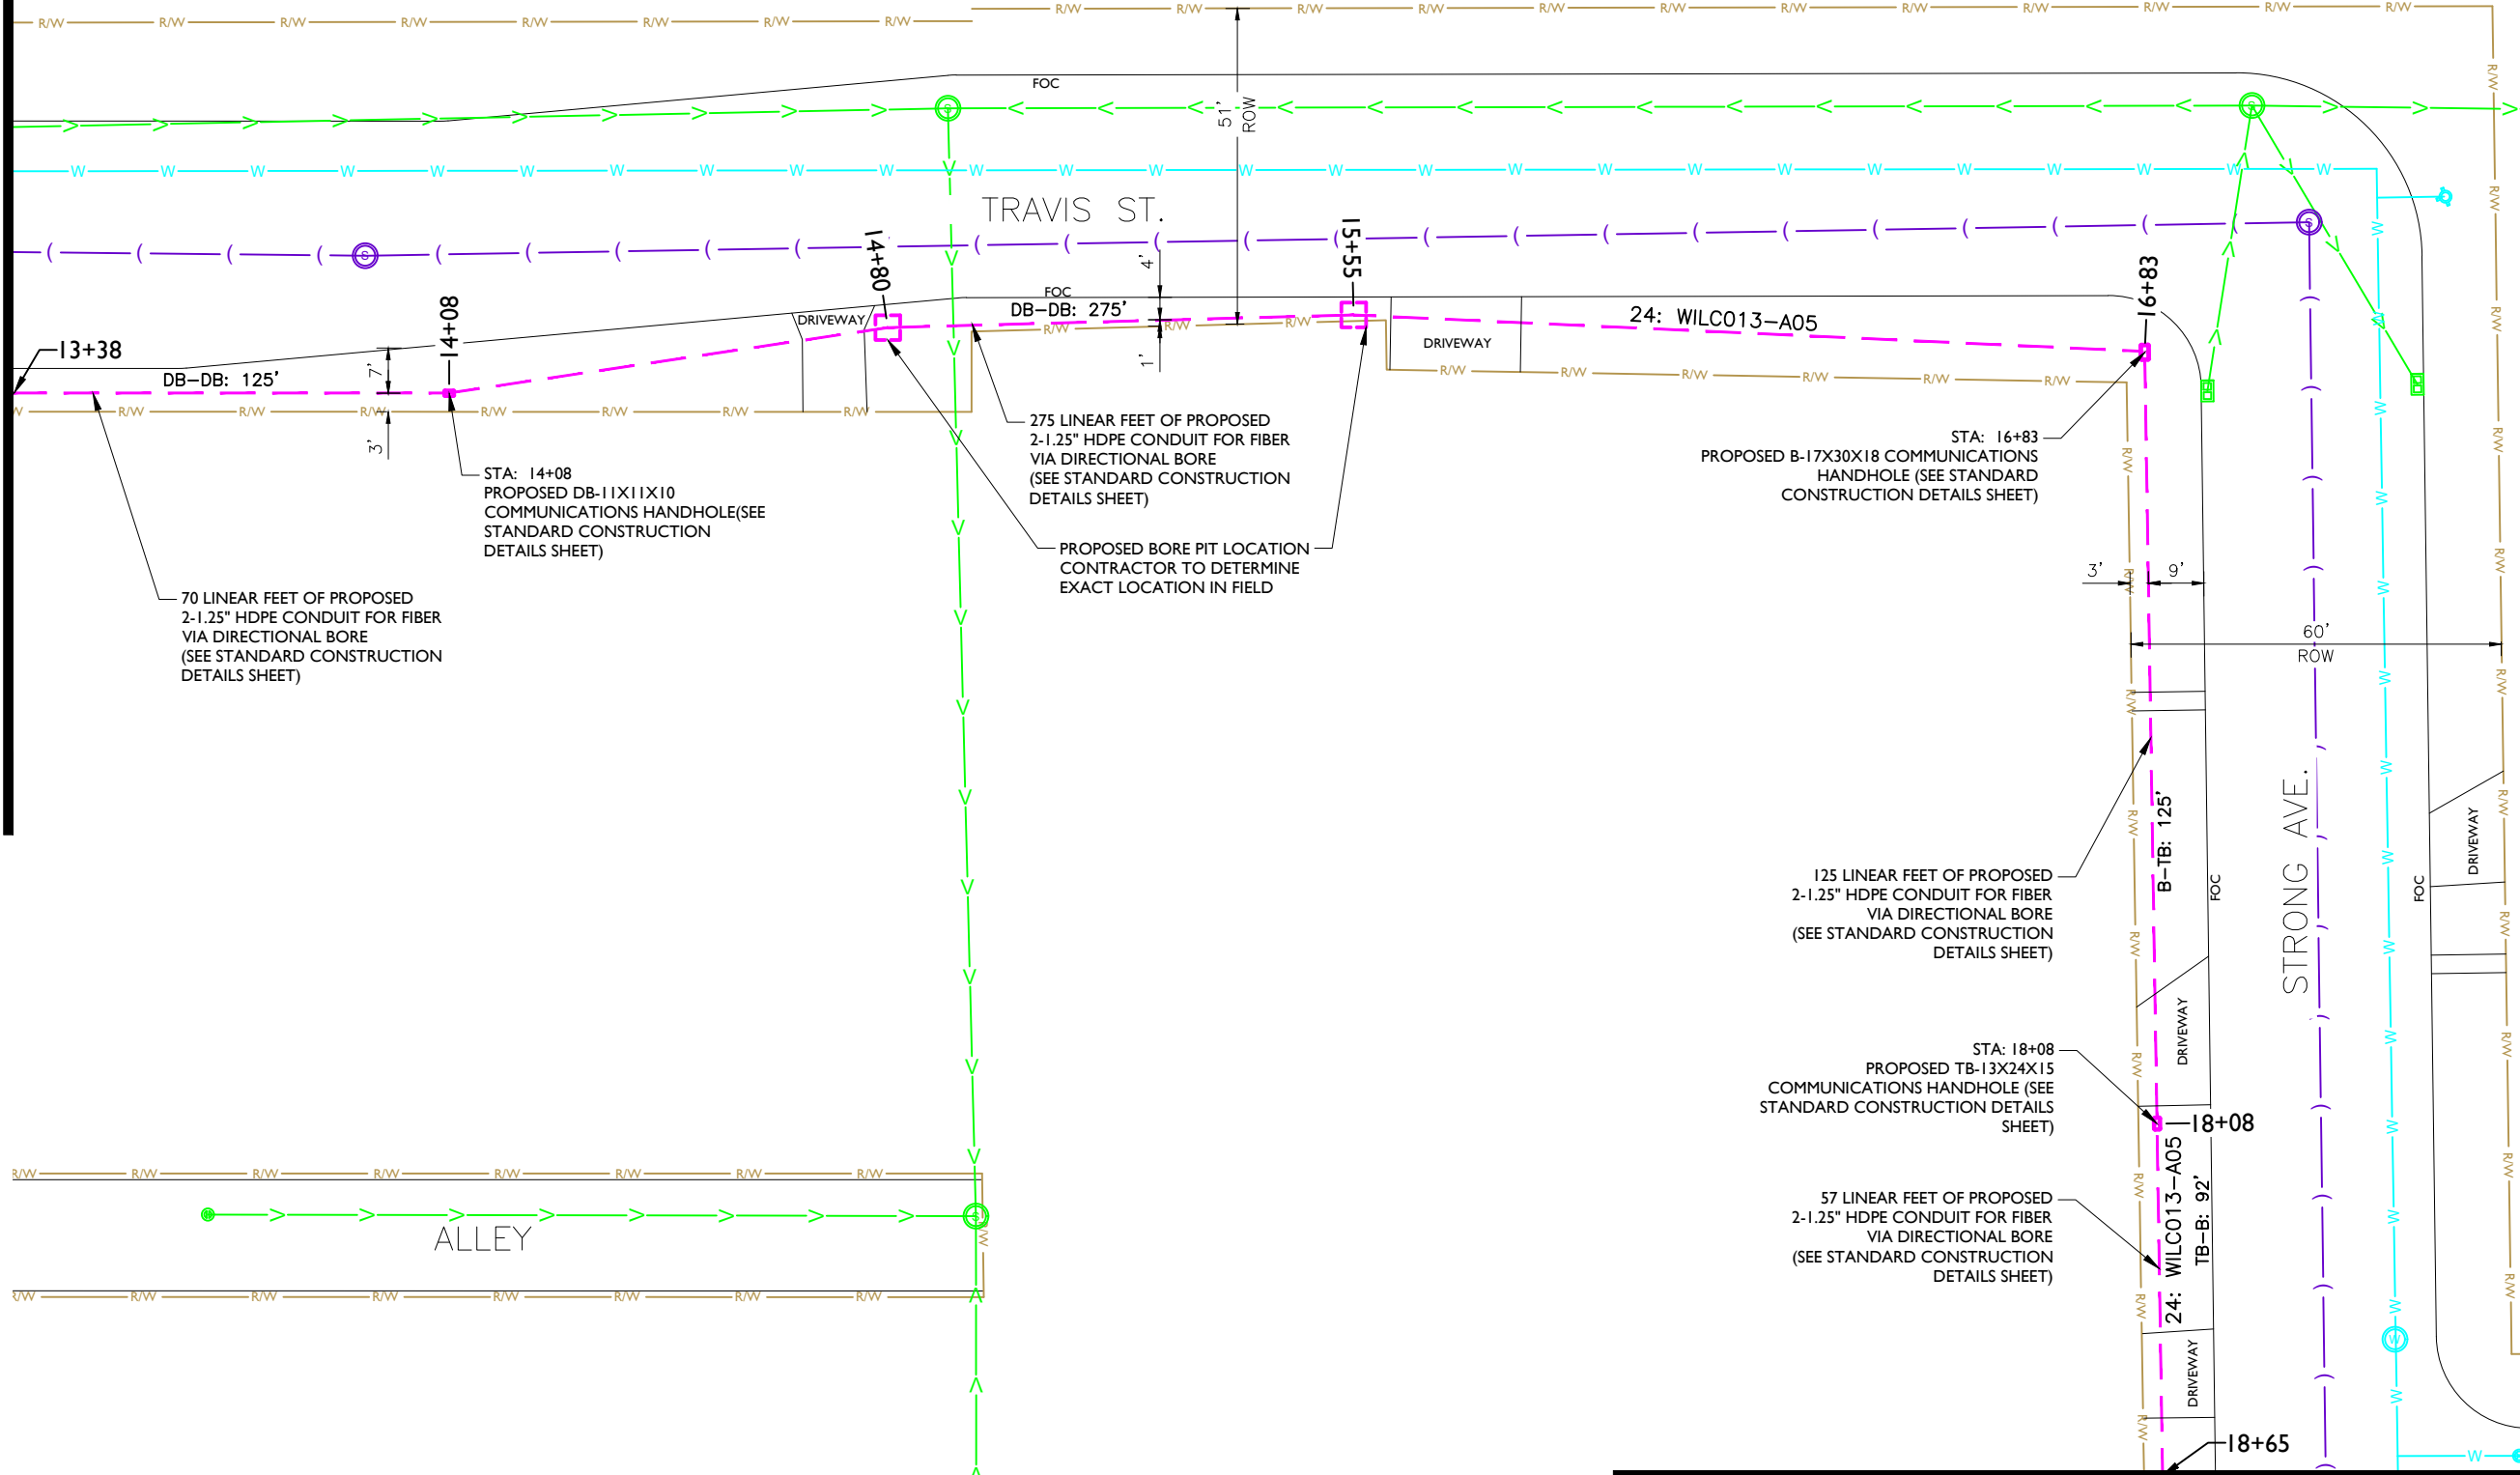 51'
ROW
FOC
TRAVIS ST.
14+80
4'
15+55
16+83
FOC
DB-DB: 275'
1'
DRIVEWAY
24: WILC013-A05
DRIVEWAY
13+38
14+08
DB-DB: 125'
7'
3'
275 LINEAR FEET OF PROPOSED
2-1.25" HDPE CONDUIT FOR FIBER
VIA DIRECTIONAL BORE
(SEE STANDARD CONSTRUCTION
DETAILS SHEET)
STA: 16+83
PROPOSED B-17X30X18 COMMUNICATIONS
HANDHOLE (SEE STANDARD
CONSTRUCTION DETAILS SHEET)
STA: 14+08
PROPOSED DB-11X11X10
COMMUNICATIONS HANDHOLE(SEE
STANDARD CONSTRUCTION
DETAILS SHEET)
PROPOSED BORE PIT LOCATION
CONTRACTOR TO DETERMINE
EXACT LOCATION IN FIELD
3'
9'
70 LINEAR FEET OF PROPOSED
2-1.25" HDPE CONDUIT FOR FIBER
VIA DIRECTIONAL BORE
(SEE STANDARD CONSTRUCTION
DETAILS SHEET)
60'
ROW
B-TB: 125'
STRONG AVE.
DRIVEWAY
FOC
FOC
125 LINEAR FEET OF PROPOSED
2-1.25" HDPE CONDUIT FOR FIBER
VIA DIRECTIONAL BORE
(SEE STANDARD CONSTRUCTION
DETAILS SHEET)
DRIVEWAY
STA: 18+08
PROPOSED TB-13X24X15
COMMUNICATIONS HANDHOLE (SEE
STANDARD CONSTRUCTION DETAILS
SHEET)
18+08
24: WILC013-A05
TB-B: 92'
57 LINEAR FEET OF PROPOSED
2-1.25" HDPE CONDUIT FOR FIBER
VIA DIRECTIONAL BORE
(SEE STANDARD CONSTRUCTION
DETAILS SHEET)
ALLEY
DRIVEWAY
18+65